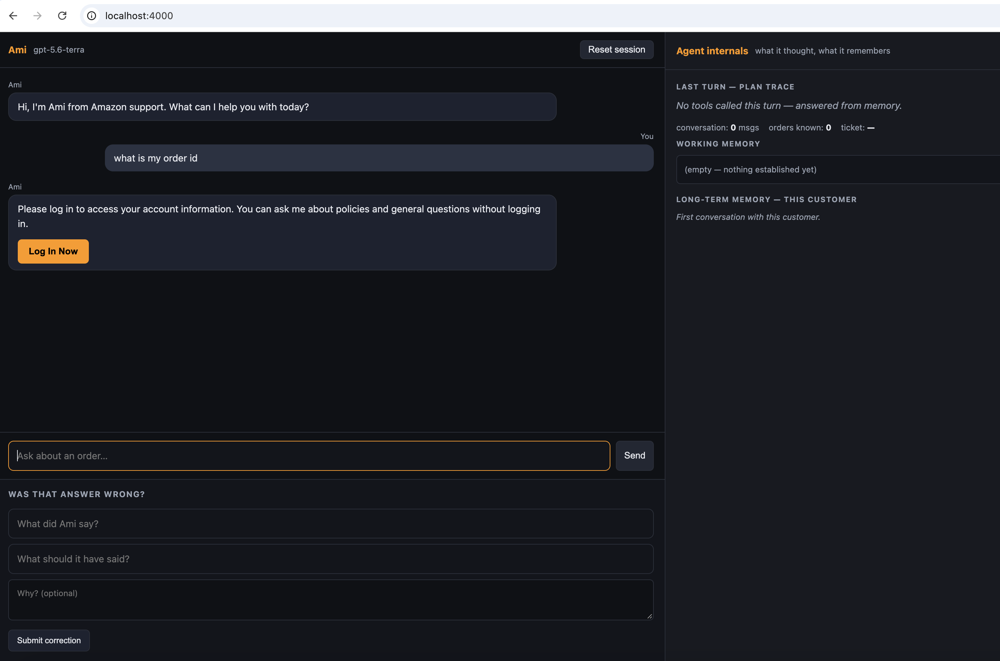 localhost:4000
Ami gpt-5.6-terra
Reset session
Ami
Hi, I'm Ami from Amazon support. What can I help you with today?
You
what is my order id
Ami
Please log in to access your account information. You can ask me about policies and general questions without logging
in.
Log In Now
Ask about an order...
Send
WAS THAT ANSWER WRONG?
What did Ami say?
What should it have said?
Why? (optional)
Submit correction
Agent internals what it thought, what it remembers
LAST TURN — PLAN TRACE
No tools called this turn — answered from memory.
conversation: 0 msgs orders known: 0 ticket: —
WORKING MEMORY
(empty — nothing established yet)
LONG-TERM MEMORY — THIS CUSTOMER
First conversation with this customer.